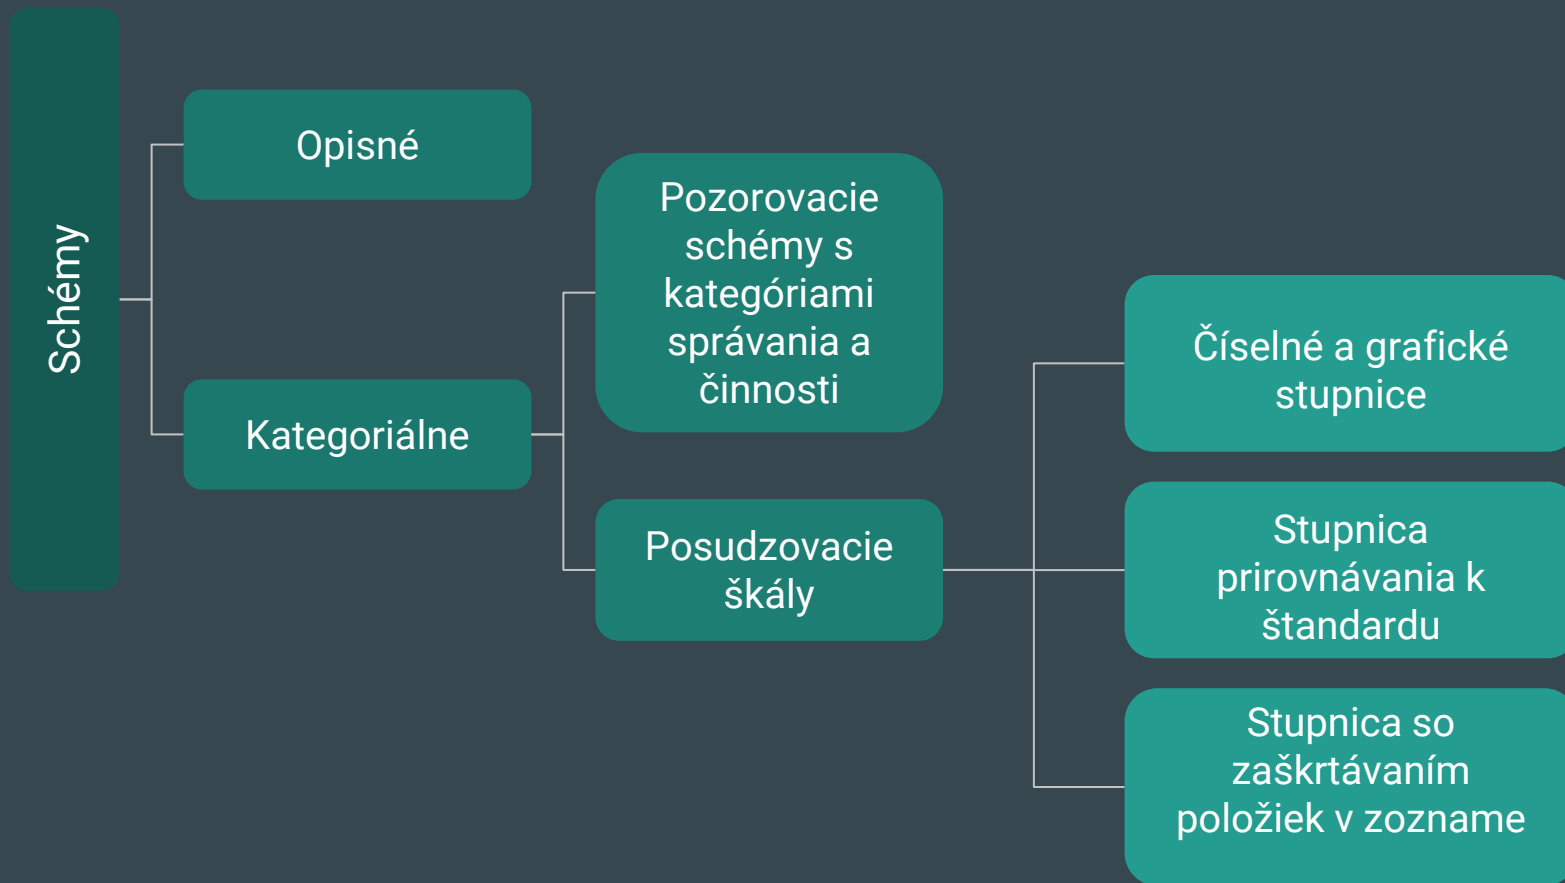 Schémy
Opisné
Kategoriálne
Pozorovacie
schémy s
kategóriami
správania a
činnosti
Posudzovacie
škály
Číselné a grafické
stupnice
Stupnica
prirovnávania k
štandardu
Stupnica so
zaškrtávaním
položiek v zozname